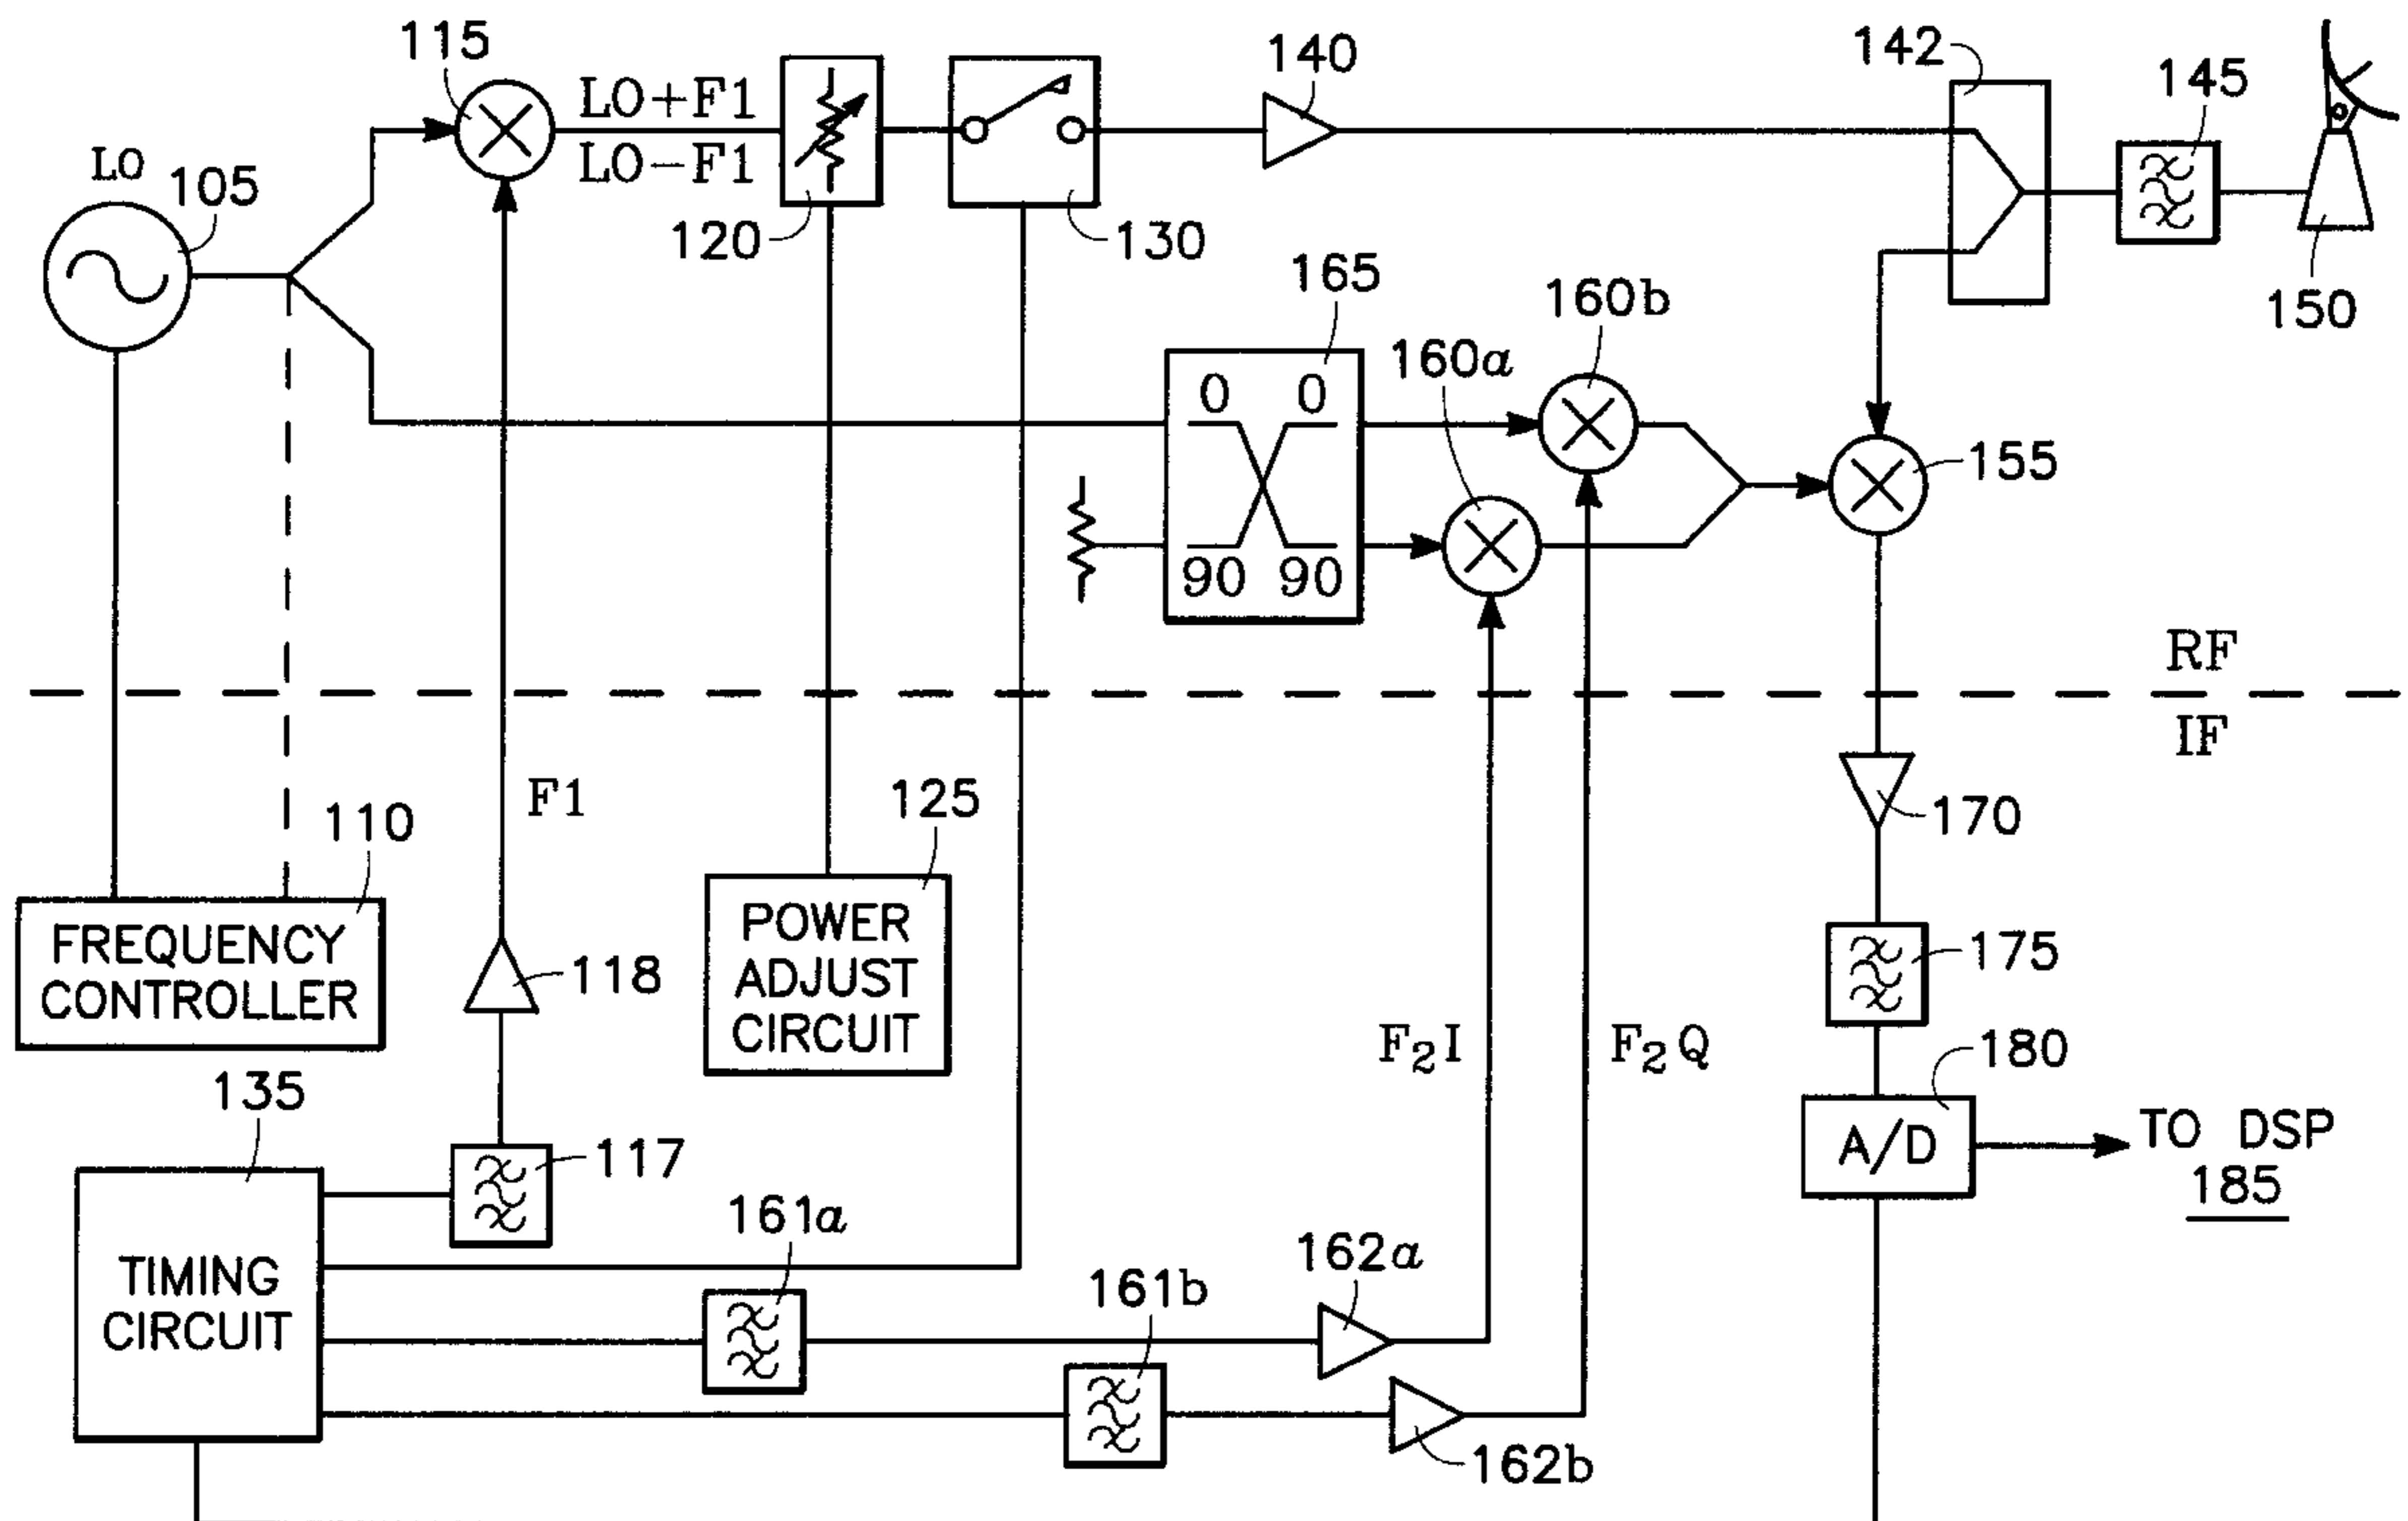 115
LO+F1
LO−F1
140
142
145
LO
105
120
130
165
160b
150
160a
0 0
90 90
155
RF
IF
F1
125
110
170
POWER
ADJUST
CIRCUIT
FREQUENCY
CONTROLLER
118
175
F₂I
F₂Q
180
135
117
A/D
TO DSP
185
161a
161b
162a
TIMING
CIRCUIT
162b